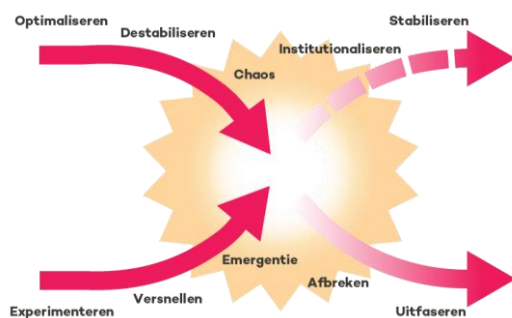 Optimaliseren
Destabiliseren
Chaos
Stabiliseren
Institutionaliseren
Experimenteren
Versnellen
Emergentie
Afbreken
Uitfaseren